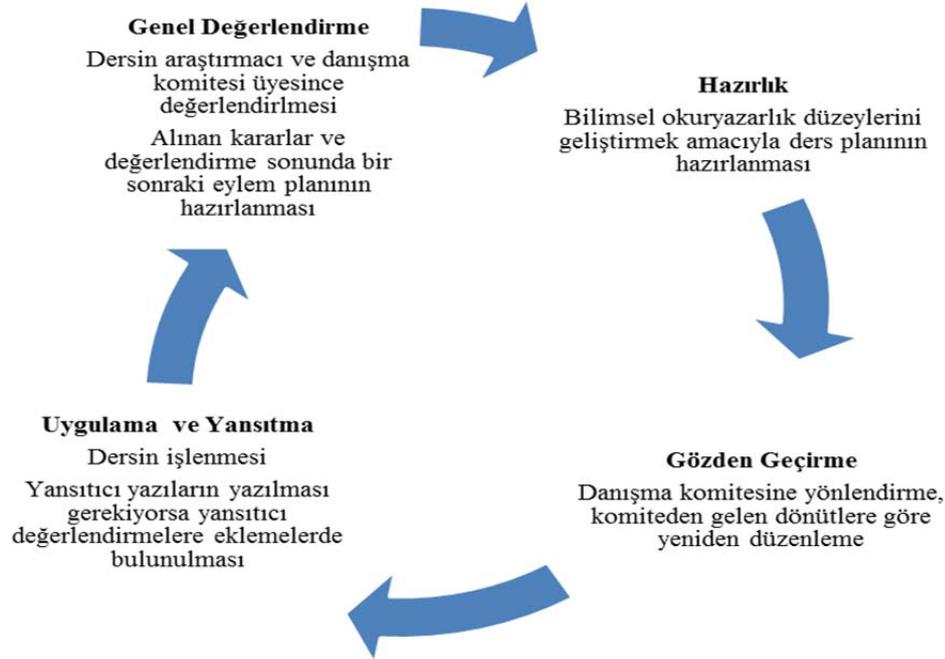 Genel Değerlendirme
Dersin araştırmacı ve danışma
komitesi üyesince
değerlendirlmesi
Alınan kararlar ve
değerlendirme sonunda bir
sonraki eylem planının
hazırlanması
Hazırlık
Bilimsel okuryazarlık düzeylerini
geliştirmek amacıyla ders planının
hazırlanması
Gözden Geçirme
Danışma komitesine yönlendirme,
komiteden gelen dönütlere göre
yeniden düzenleme
Uygulama ve Yansıtma
Dersin işlenmesi
Yansıtıcı yazıların yazılması
gerekiyorsa yansıtıcı
değerlendirmelere eklemelerde
bulunulması